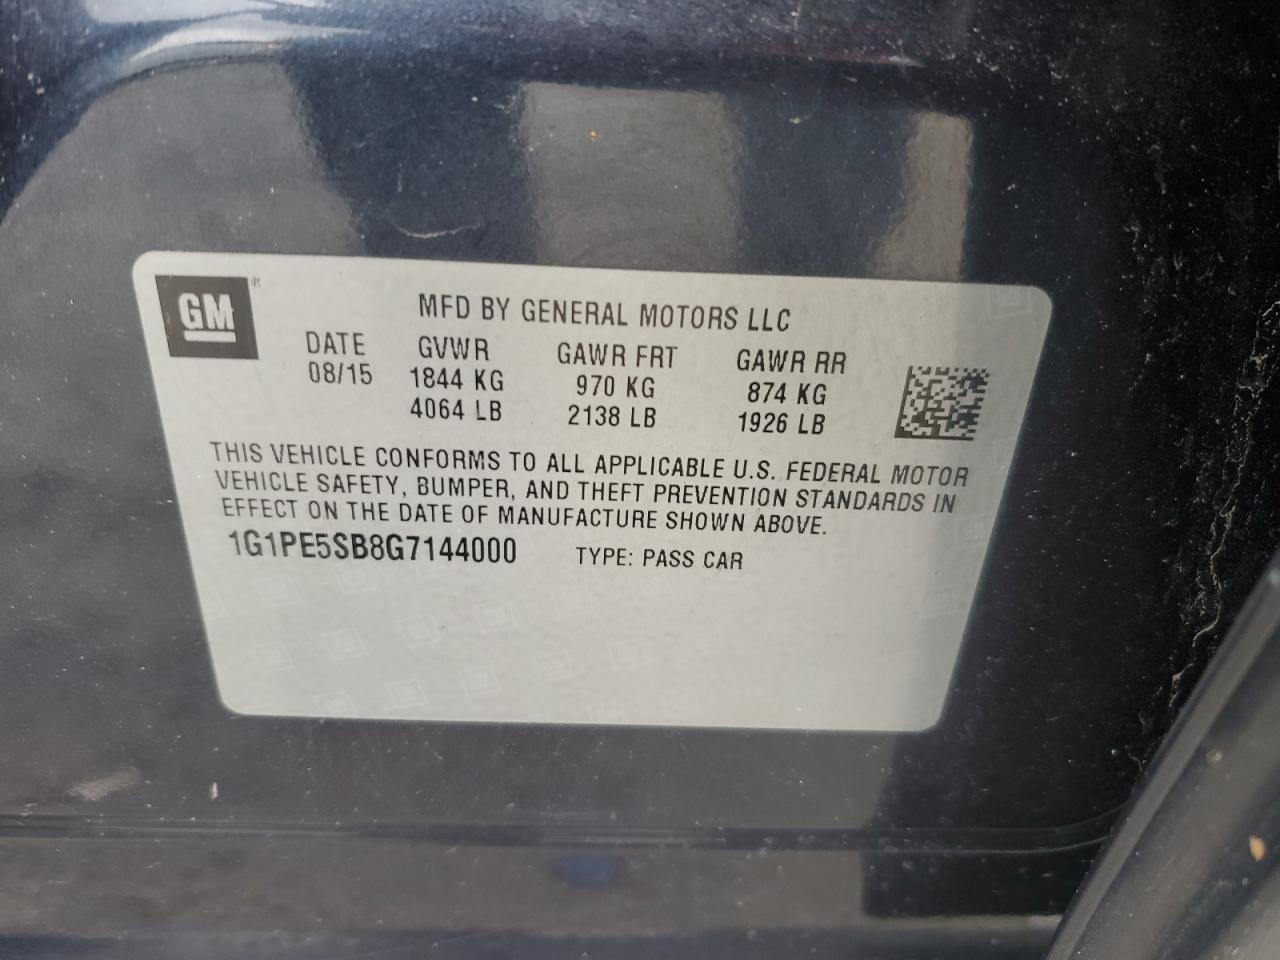 GM
MFD BY GENERAL MOTORS LLC
DATE GVWR GAWR FRT GAWR RR
08/15 1844 KG 970 KG 874 KG
4064 LB 2138 LB 1926 LB
THIS VEHICLE CONFORMS TO ALL APPLICABLE U.S. FEDERAL MOTOR
VEHICLE SAFETY, BUMPER, AND THEFT PREVENTION STANDARDS IN
EFFECT ON THE DATE OF MANUFACTURE SHOWN ABOVE.
1G1PE5SB8G7144000 TYPE: PASS CAR